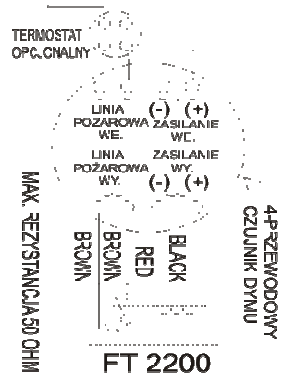 TERMOSTAT
OPCJONALNY
LINIA (-) (+)
POŻAROWA ZASILANIE
WE. WE.
LINIA ZASILANIE
POŻAROWA WY.
WY. (-) (+)
MAK. REZYSTANCJA 50 OHM
BROWN
BROWN
RED
BLACK
4-PRZEWODOWY
CZUJNIK DYMU
FT 2200